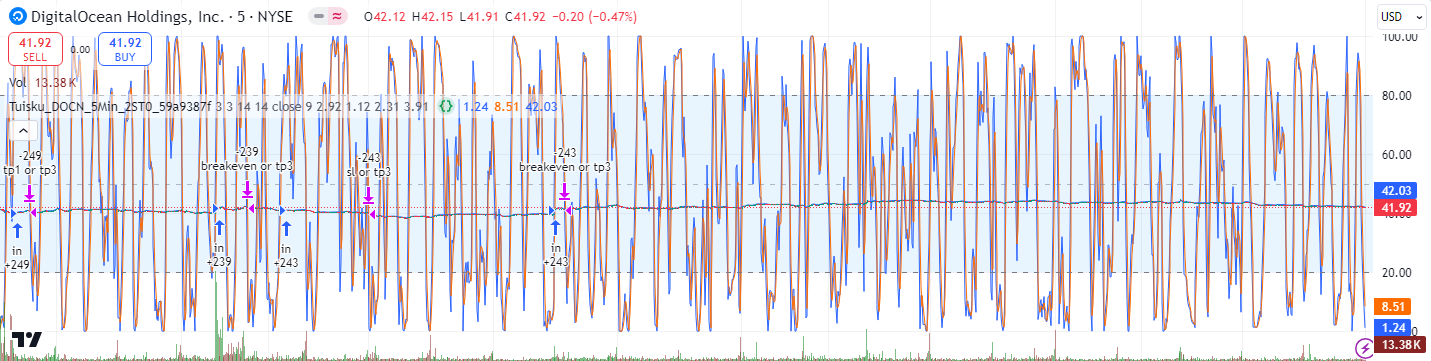 DigitalOcean Holdings, Inc. · 5 · NYSE O42.12 H42.15 L41.91 C41.92 −0.20 (−0.47%)
USD
41.92
SELL
0.00
41.92
BUY
100.00
Vol 13.38 K
Tuisku_DOCN_5Min_2ST0_59a9387f 3 3 14 14 close 9 2.92 1.12 2.31 3.91 1.24 8.51 42.03
80.00
60.00
-249
tp1 or tp3
-239
breakeven or tp3
-243
sl or tp3
-243
breakeven or tp3
42.03
41.92
in
+249
in
+239
in
+243
in
+243
20.00
8.51
1.24
13.38 K